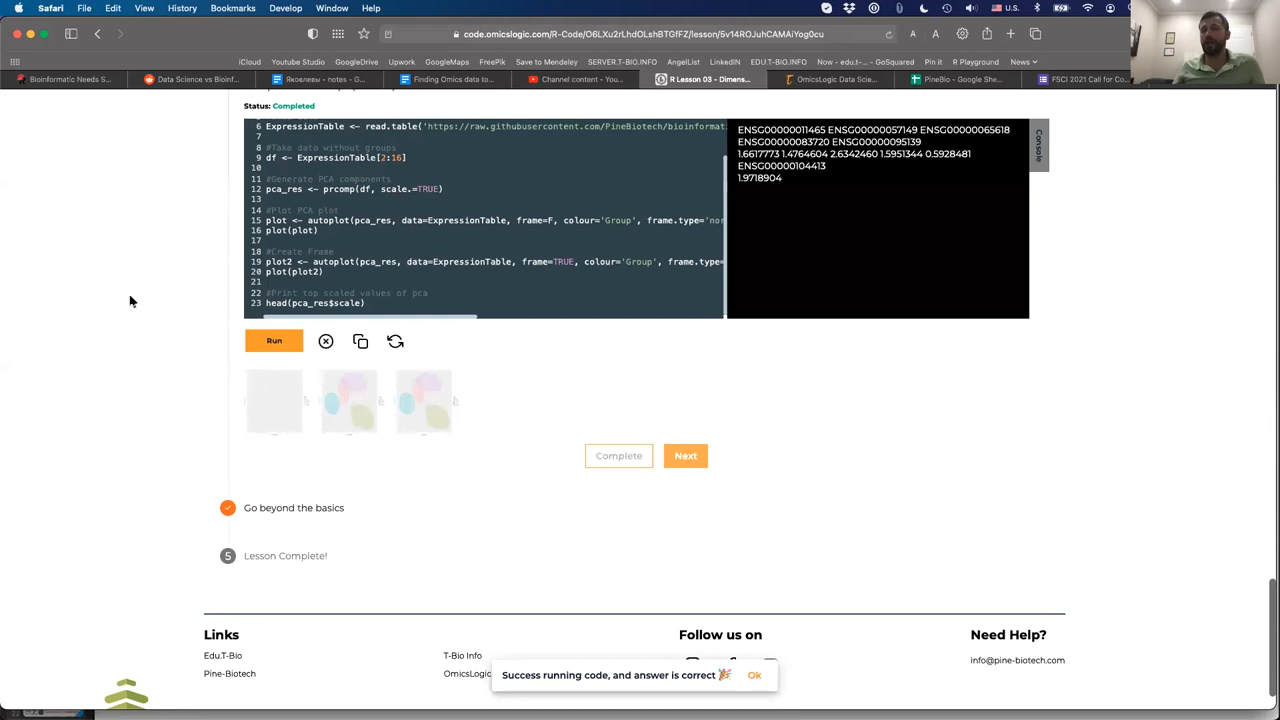 Safari File Edit View History Bookmarks Window Help
U.S.
code.omicslogic.com/R-Code/O6LXu2rLhdOLshBTGfFZ/lesson/5v14ROJuhCAMAiYog0cu
A A
iCloud Upwork GoogleMaps FreePik Save to Mendeley SERVER.T-BIO.INFO AngelList LinkedIN EDU.T-BIO.INFO Now - edu.t-... - GoSquared Pin It R Playground News
GoogleDrive
Bioinformatic Needs S... Data Science vs Bioinf... Яковлевы - notes - G... Finding Omics data to... Channel content - You... R Lesson 03 - Dimens... OmicsLogic Data Scie... PineBio - Google She... FSCI 2021 Call for Co...
Status: Completed
6 ExpressionTable <- read.table('https://raw.githubusercontent.com/PineBiotech/bioinformati
7
8 #Take data without groups
9 df <- ExpressionTable[2:16]
10
11 #Generate PCA components
12 pca_res <- prcomp(df, scale.=TRUE)
13
14 #Plot PCA plot
15 plot <- autoplot(pca_res, data=ExpressionTable, frame=F, colour='Group', frame.type='nor
16 plot(plot)
17
18 #Create Frame
19 plot2 <- autoplot(pca_res, data=ExpressionTable, frame=TRUE, colour='Group', frame.type=
20 plot(plot2)
21
22 #Print top scaled values of pca
23 head(pca_res$scale)
ENSG00000011465 ENSG00000057149 ENSG00000065618
ENSG00000083720 ENSG00000095139
1.6617773 1.4764604 2.6342460 1.5951344 0.5928481
ENSG00000104413
1.9718904
Console
Run
Complete Next
Go beyond the basics
5 Lesson Complete!
Links Follow us on Need Help?
Edu.T-Bio T-Bio Info info@pine-biotech.com
Pine-Biotech OmicsLogic
Success running code, and answer is correct 🎉 Ok